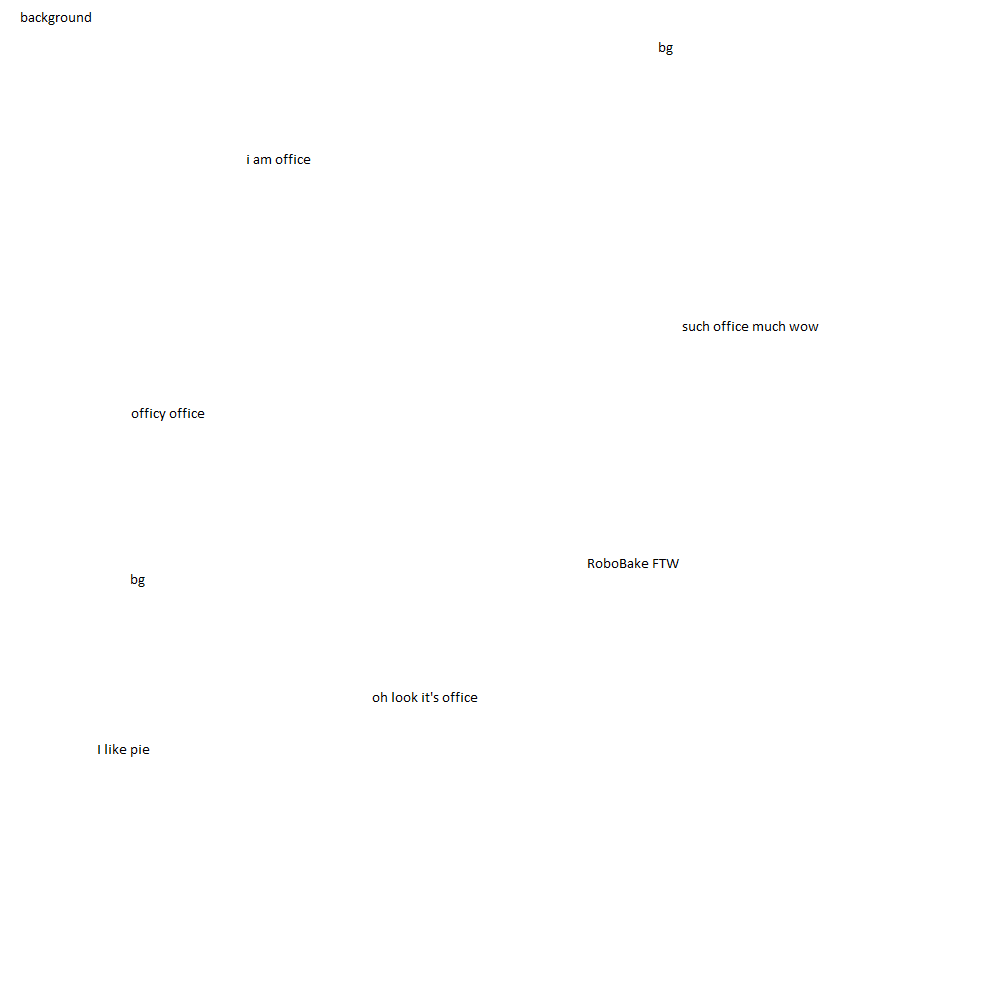 background
bg
i am office
such office much wow
officy office
RoboBake FTW
bg
oh look it's office
I like pie